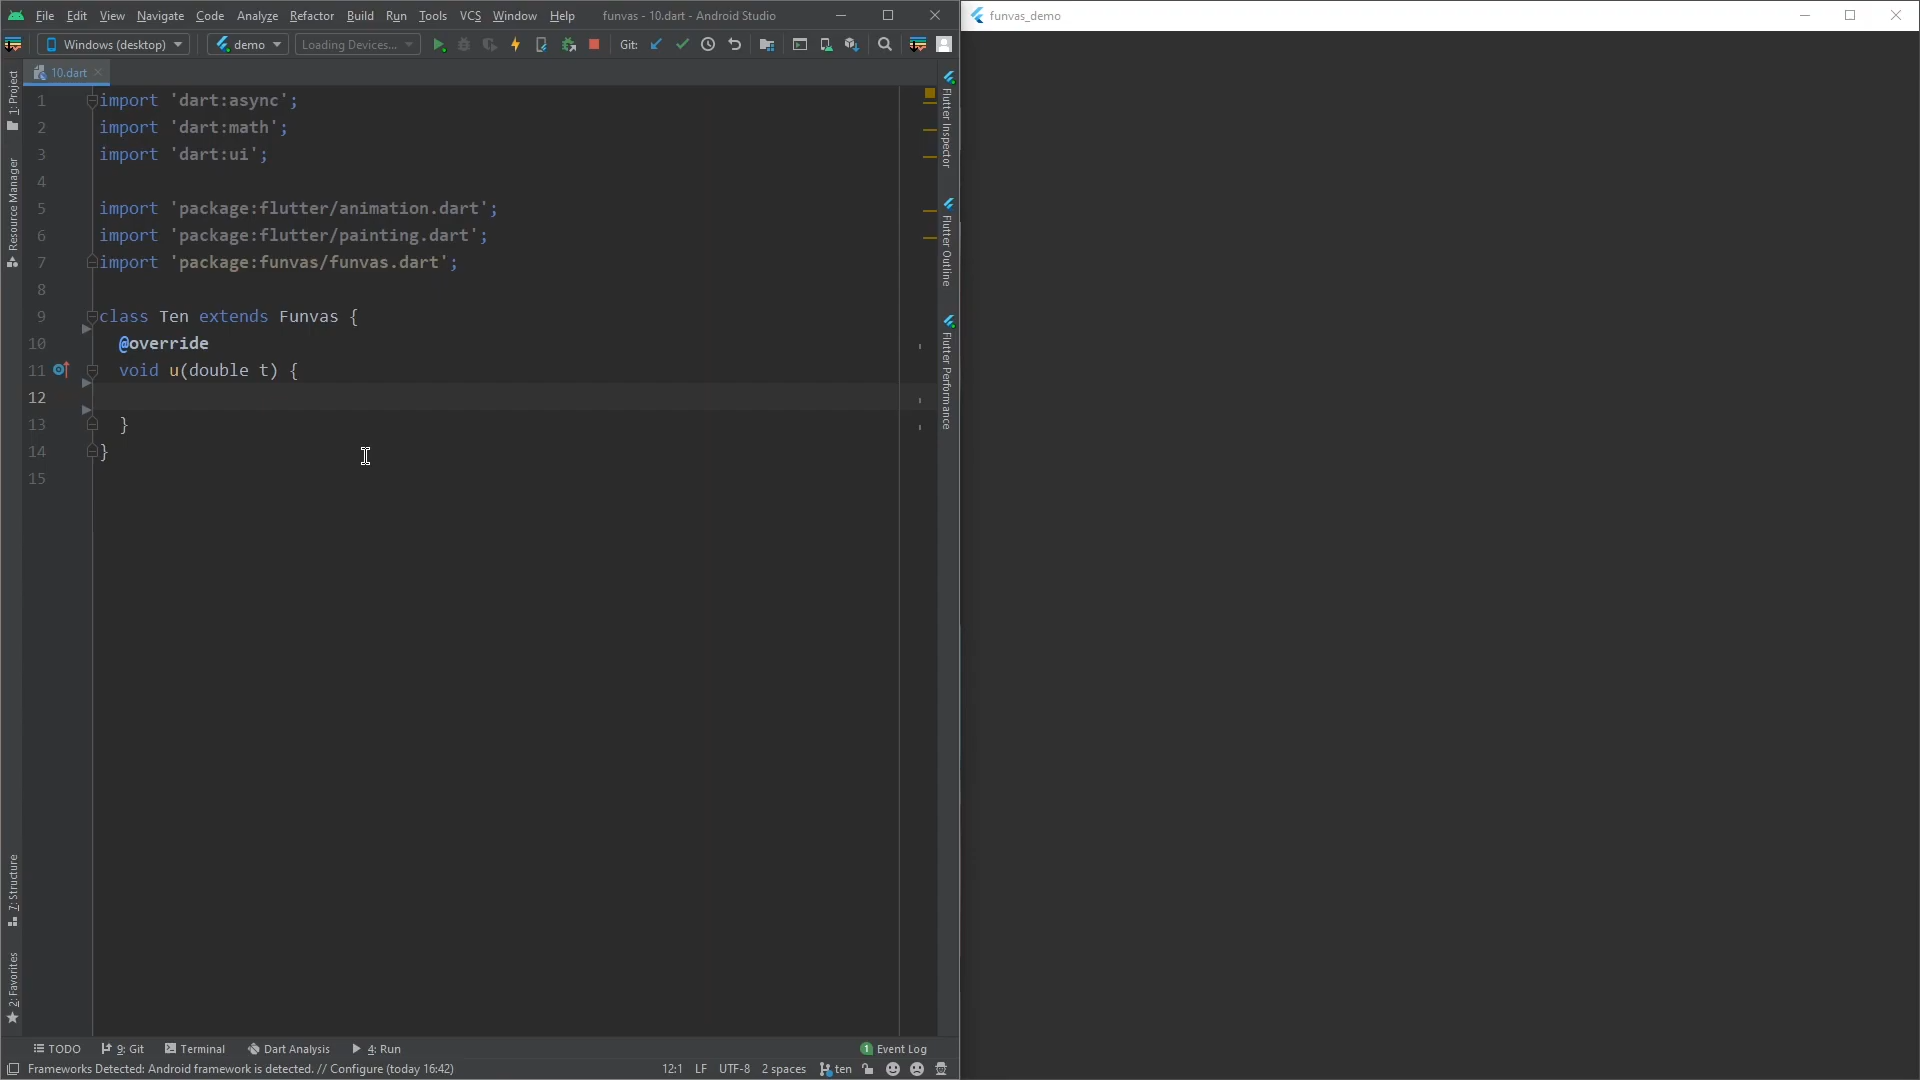 File Edit View Navigate Code Analyze Refactor Build Run Tools VCS Window Help funvas - 10.dart - Android Studio
funvas_demo
Windows (desktop) demo Loading Devices... Git:
10.dart
1 import 'dart:async';
2 import 'dart:math';
3 import 'dart:ui';
4
5 import 'package:flutter/animation.dart';
6 import 'package:flutter/painting.dart';
7 import 'package:funvas/funvas.dart';
8
9 class Ten extends Funvas {
10 @override
11 void u(double t) {
12
13 }
14 }
15
1: Project
Resource Manager
7: Structure
2: Favorites
Flutter Inspector
Flutter Outline
Flutter Performance
TODO 9: Git Terminal Dart Analysis 4: Run 1 Event Log
Frameworks Detected: Android framework is detected. // Configure (today 16:42) 12:1 LF UTF-8 2 spaces ten